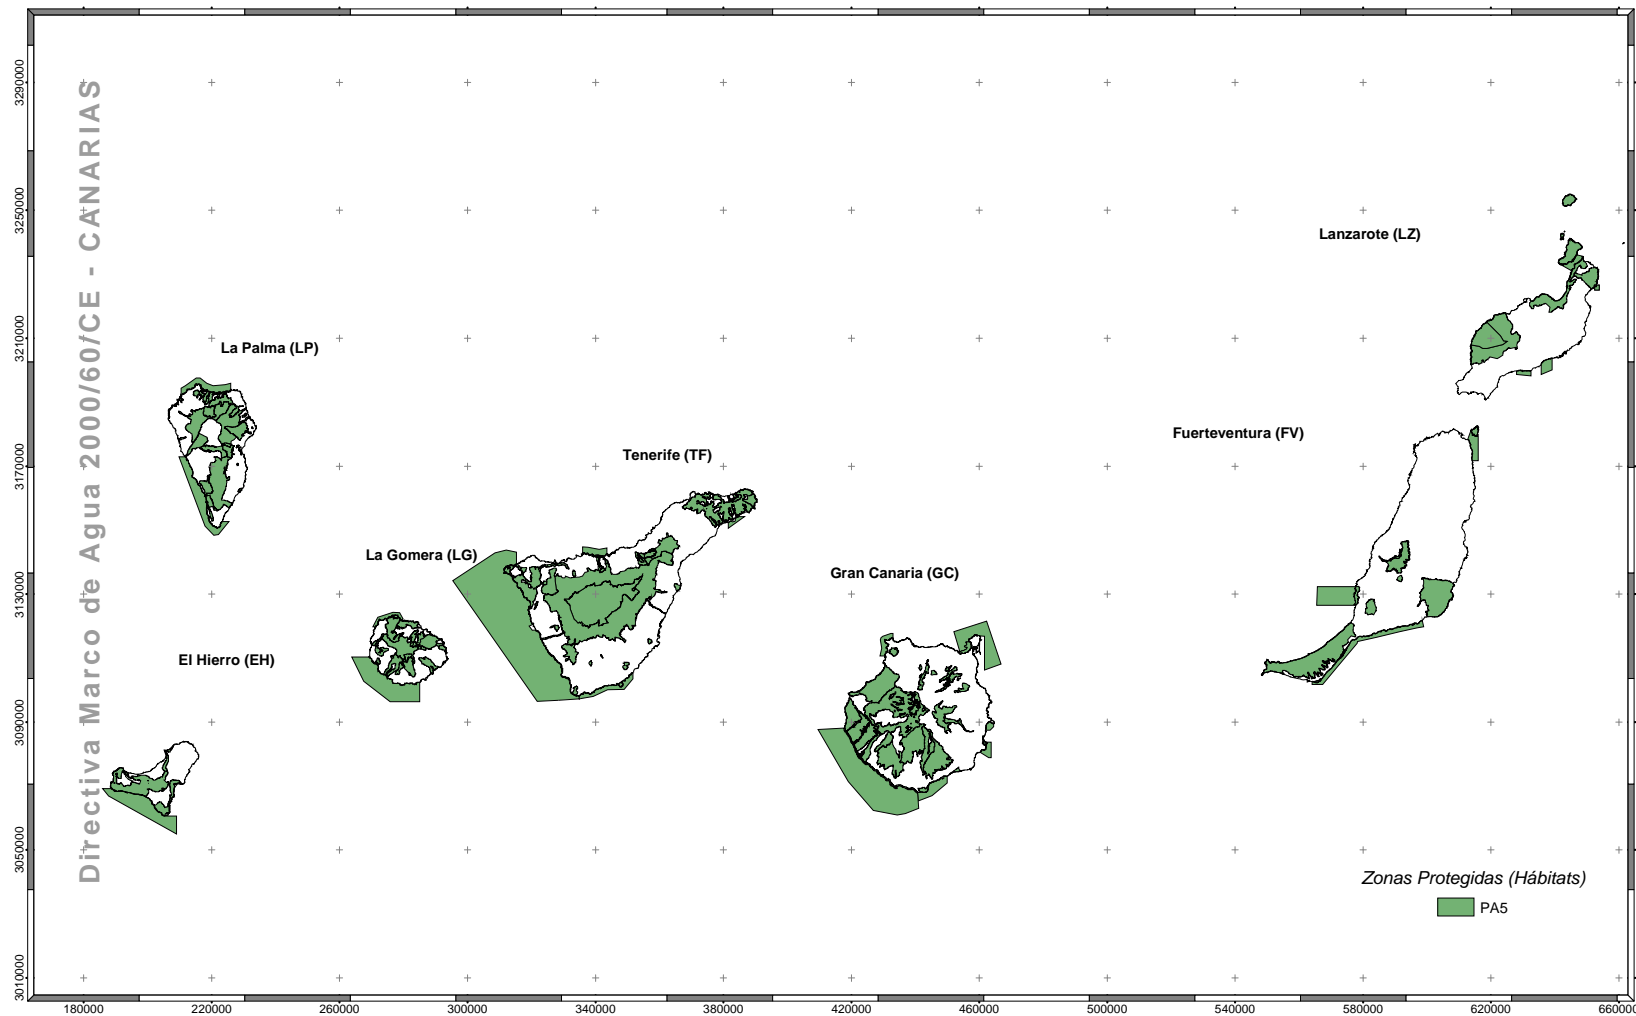 Directiva Marco de Agua 2000/60/CE - CANARIAS
3290000
3250000
3210000
3170000
3130000
3090000
3050000
3010000
Lanzarote (LZ)
La Palma (LP)
Fuerteventura (FV)
Tenerife (TF)
La Gomera (LG)
Gran Canaria (GC)
El Hierro (EH)
Zonas Protegidas (Hábitats)
PA5
180000
220000
260000
300000
340000
380000
420000
460000
500000
540000
580000
620000
660000